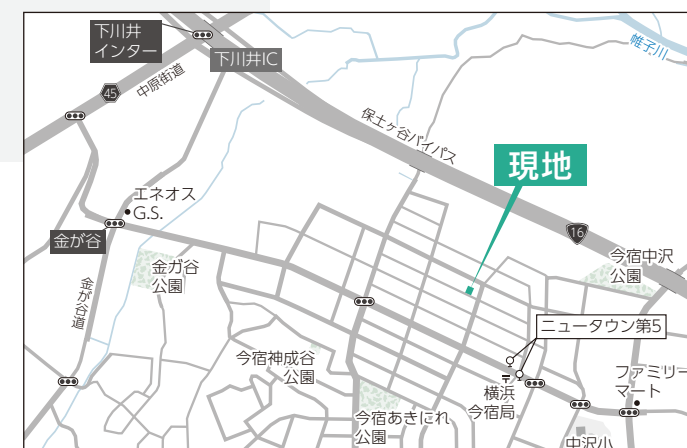 下川井
インター
下川井IC
帷子川
45
中原街道
保土ヶ谷バイパス
現地
エネオス
G.S.
16
金が谷
今宿中沢
公園
金ガ谷
公園
金が谷道
ニュータウン第5
今宿神成谷
公園
ファミリー
マート
横浜
今宿局
今宿あきにれ
公園
中沢小